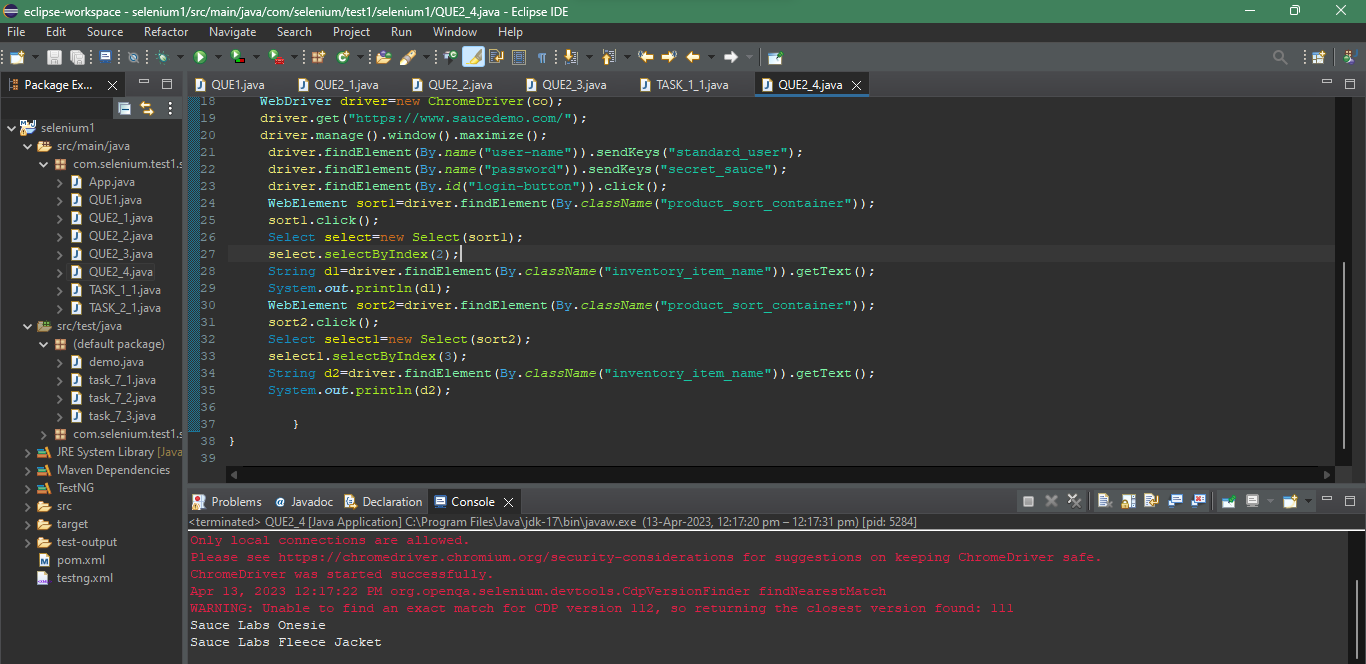 eclipse-workspace - selenium1/src/main/java/com/selenium/test1/selenium1/QUE2_4.java - Eclipse IDE
File Edit Source Refactor Navigate Search Project Run Window Help
Package Ex...
QUE1.java QUE2_1.java QUE2_2.java QUE2_3.java TASK_1_1.java QUE2_4.java
selenium1
src/main/java
com.selenium.test1.s
App.java
QUE1.java
QUE2_1.java
QUE2_2.java
QUE2_3.java
QUE2_4.java
TASK_1_1.java
TASK_2_1.java
src/test/java
(default package)
demo.java
task_7_1.java
task_7_2.java
task_7_3.java
com.selenium.test1.s
JRE System Library [Java
Maven Dependencies
TestNG
src
target
test-output
pom.xml
testng.xml
18 WebDriver driver=new ChromeDriver(co);
19 driver.get("https://www.saucedemo.com/");
20 driver.manage().window().maximize();
21 driver.findElement(By.name("user-name")).sendKeys("standard_user");
22 driver.findElement(By.name("password")).sendKeys("secret_sauce");
23 driver.findElement(By.id("login-button")).click();
24 WebElement sort1=driver.findElement(By.className("product_sort_container"));
25 sort1.click();
26 Select select=new Select(sort1);
27 select.selectByIndex(2);
28 String d1=driver.findElement(By.className("inventory_item_name")).getText();
29 System.out.println(d1);
30 WebElement sort2=driver.findElement(By.className("product_sort_container"));
31 sort2.click();
32 Select select1=new Select(sort2);
33 select1.selectByIndex(3);
34 String d2=driver.findElement(By.className("inventory_item_name")).getText();
35 System.out.println(d2);
36
37 }
38 }
39
Problems Javadoc Declaration Console
<terminated> QUE2_4 [Java Application] C:\Program Files\Java\jdk-17\bin\javaw.exe (13-Apr-2023, 12:17:20 pm – 12:17:31 pm) [pid: 5284]
Only local connections are allowed.
Please see https://chromedriver.chromium.org/security-considerations for suggestions on keeping ChromeDriver safe.
ChromeDriver was started successfully.
Apr 13, 2023 12:17:22 PM org.openqa.selenium.devtools.CdpVersionFinder findNearestMatch
WARNING: Unable to find an exact match for CDP version 112, so returning the closest version found: 111
Sauce Labs Onesie
Sauce Labs Fleece Jacket